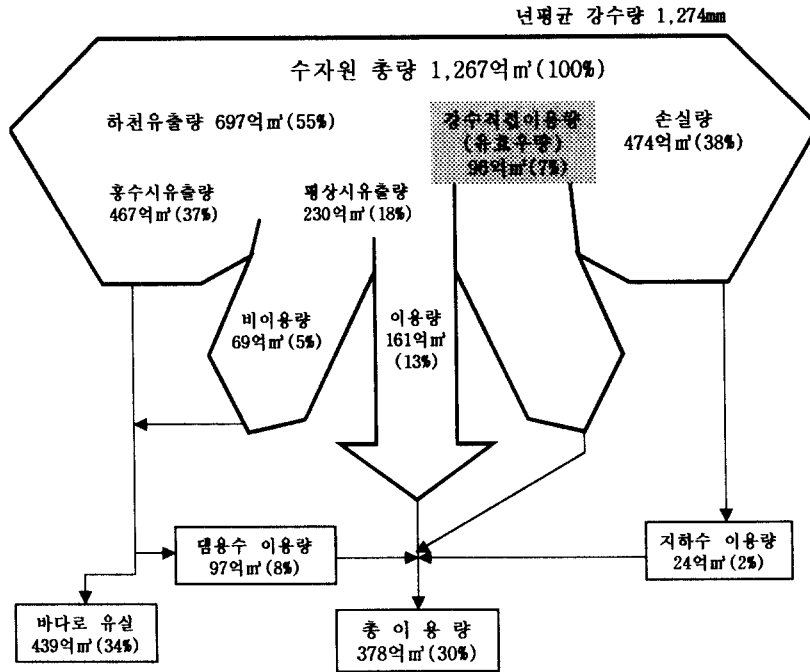 년평균 강수량 1,274mm
수자원 총량 1,267억㎥(100%)
하천유출량 697억㎥(55%)
강수직접이용량
(유효우량)
96억㎥(7%)
손실량
474억㎥(38%)
홍수시유출량
467억㎥(37%)
평상시유출량
230억㎥(18%)
비이용량
69억㎥(5%)
이용량
161억㎥
(13%)
댐용수 이용량
97억㎥(8%)
지하수 이용량
24억㎥(2%)
바다로 유실
439억㎥(34%)
총 이 용 량
378억㎥(30%)